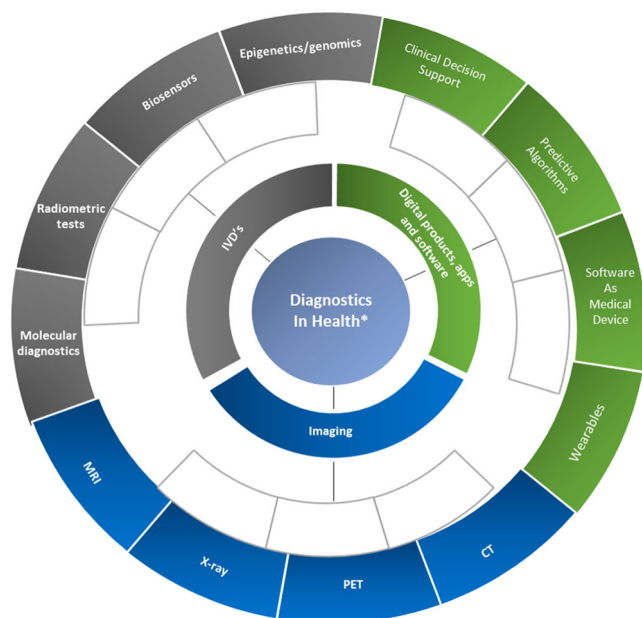 Epigenetics/genomics
Clinical Decision
Support
Biosensors
Predictive
Algorithms
Radiometric
tests
IVD's
Digital products, apps
and software
Diagnostics
In Health*
Software
As
Medical
Device
Molecular
diagnostics
Imaging
Wearables
MRI
X-ray
PET
CT